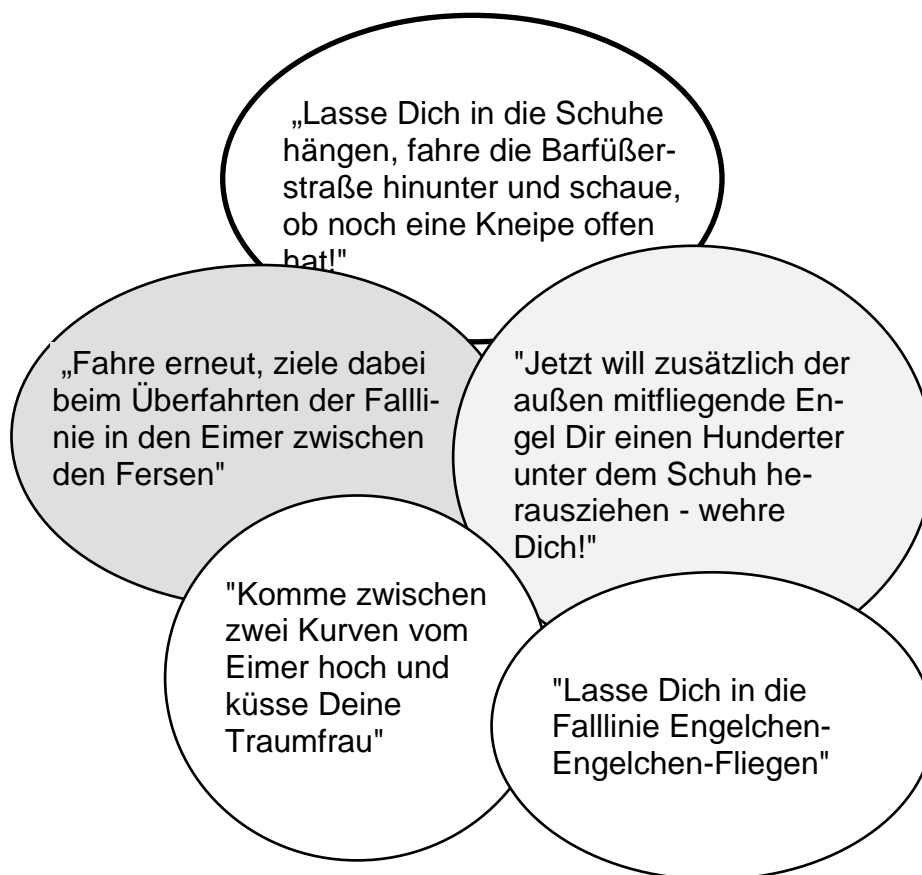 „Lasse Dich in die Schuhe
hängen, fahre die Barfüßer-
straße hinunter und schaue,
ob noch eine Kneipe offen
hat!"
„Fahre erneut, ziele dabei
beim Überfahrten der Falлli-
nie in den Eimer zwischen
den Fersen"
"Jetzt will zusätzlich der
außen mitfliegende En-
gel Dir einen Hunderter
unter dem Schuh he-
rausziehen - wehre
Dich!"
"Komme zwischen
zwei Kurven vom
Eimer hoch und
küsse Deine
Traumfrau"
"Lasse Dich in die
Falllinie Engelchen-
Engelchen-Fliegen"